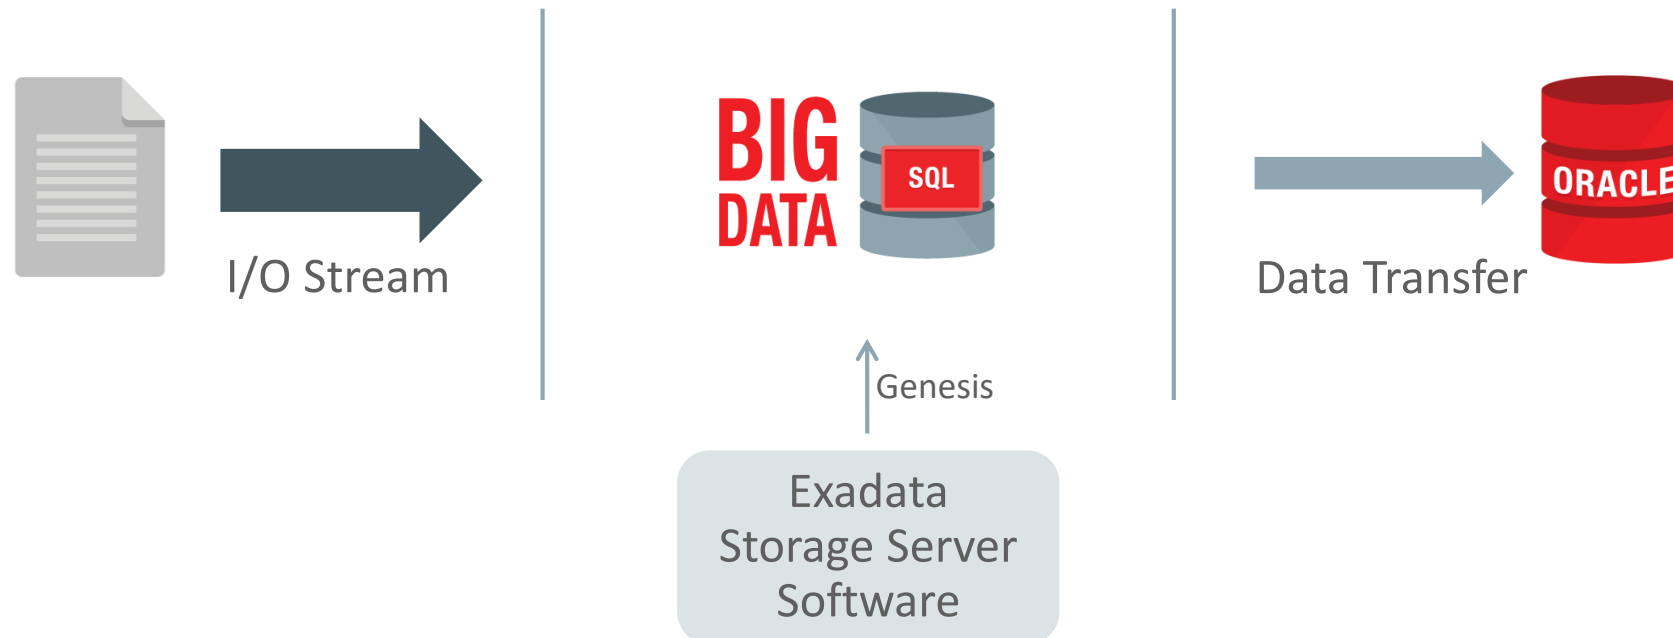 I/O Stream
BIG
DATA
SQL
Data Transfer
ORACLE
Genesis
Exadata
Storage Server
Software